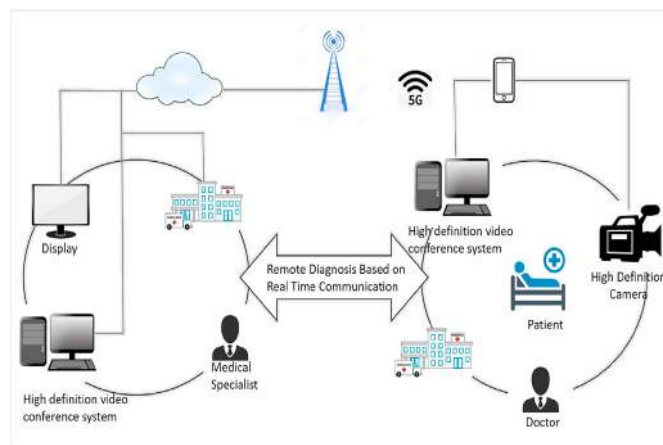 5G
Display
High definition video
conference system
Remote Diagnosis Based on
Real Time Communication
High Definition
Camera
Patient
Medical
Specialist
High definition video
conference system
Doctor